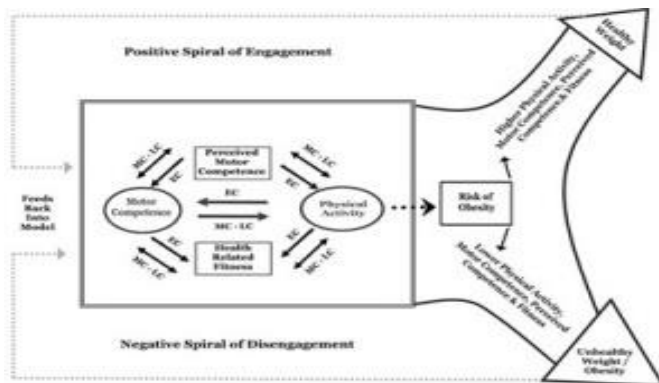 Positive Spiral of Engagement
Healthy
Weight
Higher Physical Activity,
Motor Competence, Perceived
Competence & Fitness
MC - LC
EC
Perceived
Motor
Competence
MC - LC
EC
Feeds
Back
Into
Model
Motor
Competence
EC
MC - LC
Physical
Activity
Risk of
Obesity
EC
MC - LC
Health
Related
Fitness
EC
MC - LC
Lower Physical Activity,
Motor Competence, Perceived
Competence & Fitness
Negative Spiral of Disengagement
Unhealthy
Weight /
Obesity